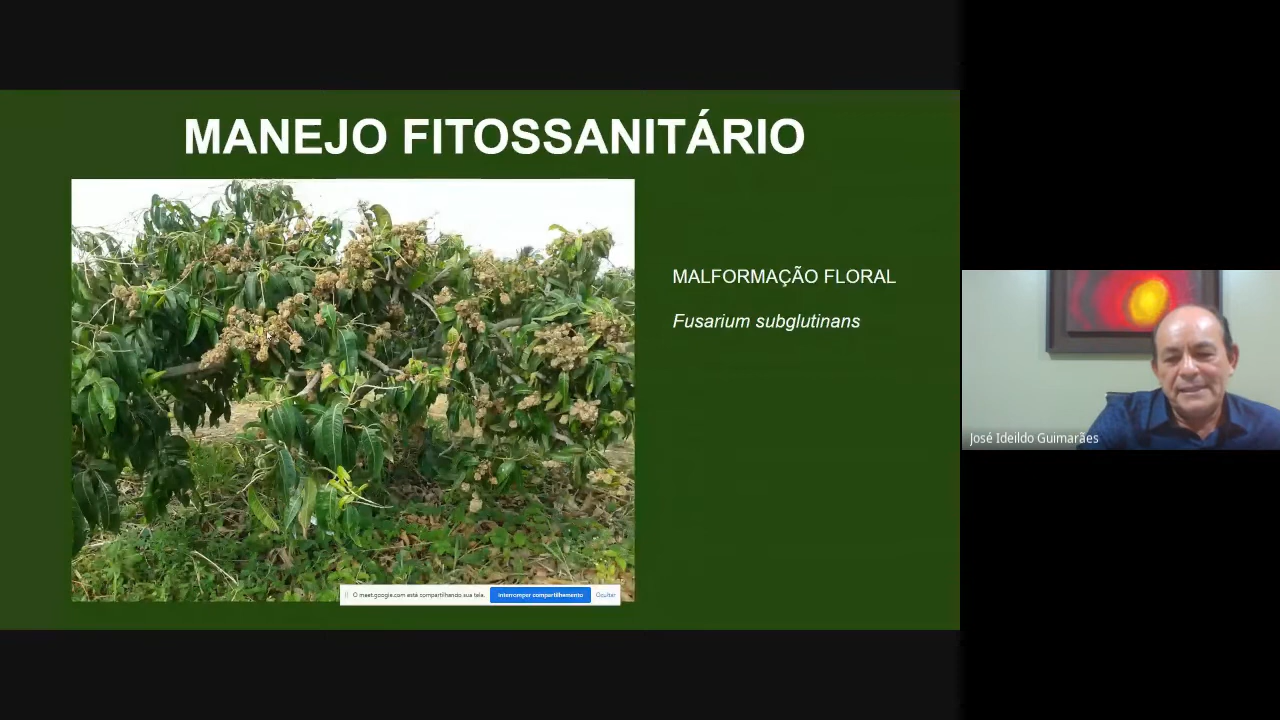 MANEJO FITOSSANITÁRIO
MALFORMAÇÃO FLORAL
Fusarium subglutinans
José Ideildo Guimarães
O meet.google.com está compartilhando sua tela.
Interromper compartilhamento
Ocultar